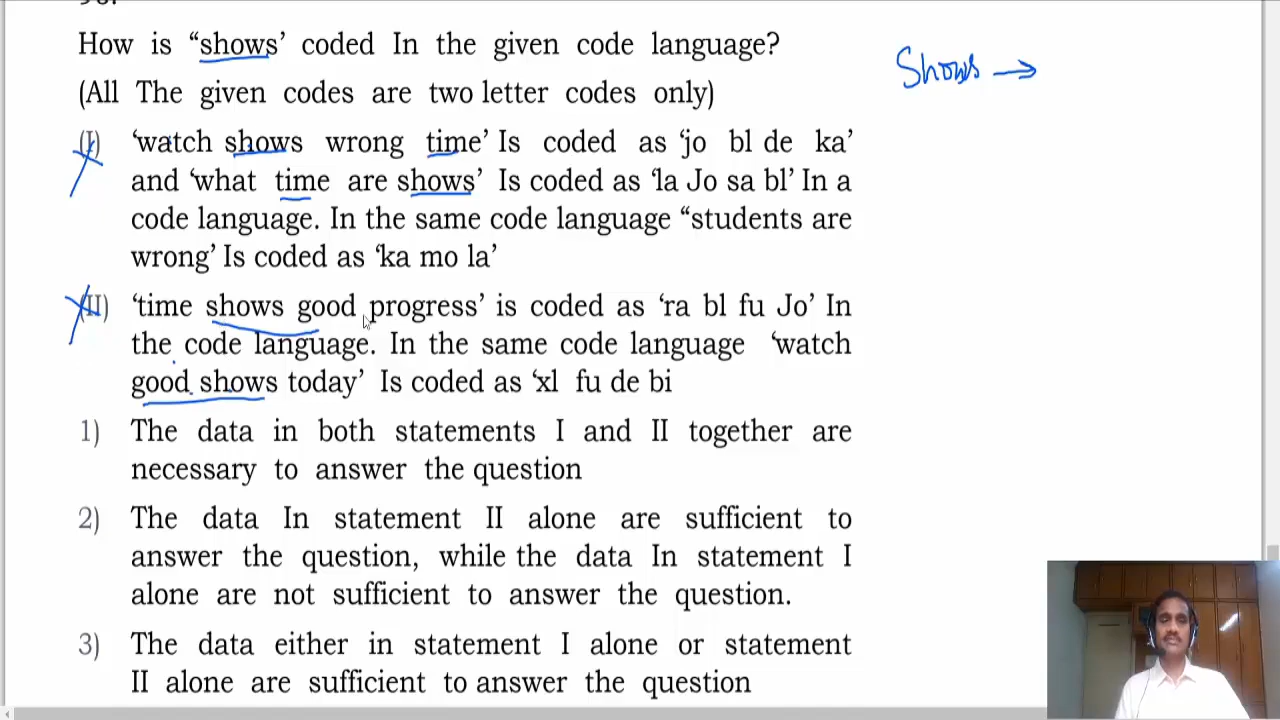 How is “shows’ coded In the given code language?
Shows →
(All The given codes are two letter codes only)
(I) ‘watch shows wrong time’ Is coded as ‘jo bl de ka’
and ‘what time are shows’ Is coded as ‘la Jo sa bl’ In a
code language. In the same code language “students are
wrong’ Is coded as ‘ka mo la’
(II) ‘time shows good progress’ is coded as ‘ra bl fu Jo’ In
the code language. In the same code language ‘watch
good shows today’ Is coded as ‘xl fu de bi
1) The data in both statements I and II together are
necessary to answer the question
2) The data In statement II alone are sufficient to
answer the question, while the data In statement I
alone are not sufficient to answer the question.
3) The data either in statement I alone or statement
II alone are sufficient to answer the question